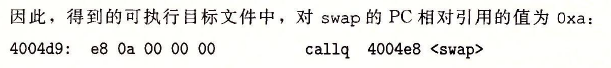 因此，得到的可执行目标文件中，对 swap 的 PC 相对引用的值为 0xa：
4004d9: e8 0a 00 00 00 callq 4004e8 <swap>